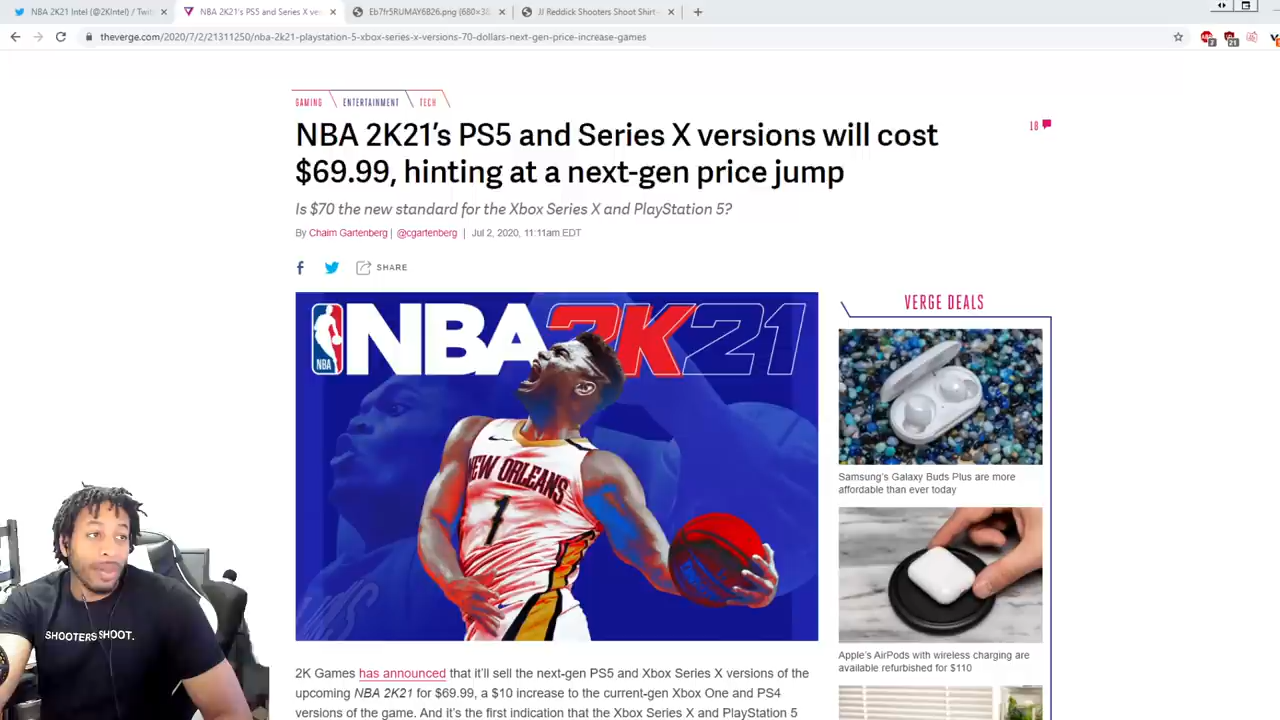 NBA 2K21 Intel (@2KIntel) / Twit
NBA 2K21's PS5 and Series X ve
Eb7fr5RUMAY6B26.png (680×38
JJ Reddick Shooters Shoot Shirt-
theverge.com/2020/7/2/21311250/nba-2k21-playstation-5-xbox-series-x-versions-70-dollars-next-gen-price-increase-games
GAMING ENTERTAINMENT TECH
NBA 2K21's PS5 and Series X versions will cost
$69.99, hinting at a next-gen price jump
18
Is $70 the new standard for the Xbox Series X and PlayStation 5?
By Chaim Gartenberg | @cgartenberg | Jul 2, 2020, 11:11am EDT
SHARE
NBA 2K21
NBA
NEW ORLEANS
1
VERGE DEALS
Samsung's Galaxy Buds Plus are more
affordable than ever today
Apple's AirPods with wireless charging are
available refurbished for $110
SHOOTERS SHOOT.
2K Games has announced that it'll sell the next-gen PS5 and Xbox Series X versions of the
upcoming NBA 2K21 for $69.99, a $10 increase to the current-gen Xbox One and PS4
versions of the game. And it's the first indication that the Xbox Series X and PlayStation 5